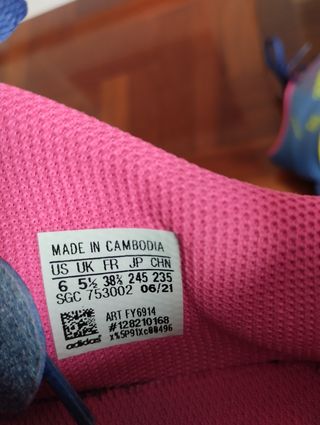 MADE IN CAMBODIA
US UK FR JP CHN
6 5½ 38⅔ 245 235
SGC 753002 06/21
ART FY6914
#128210168
adidas